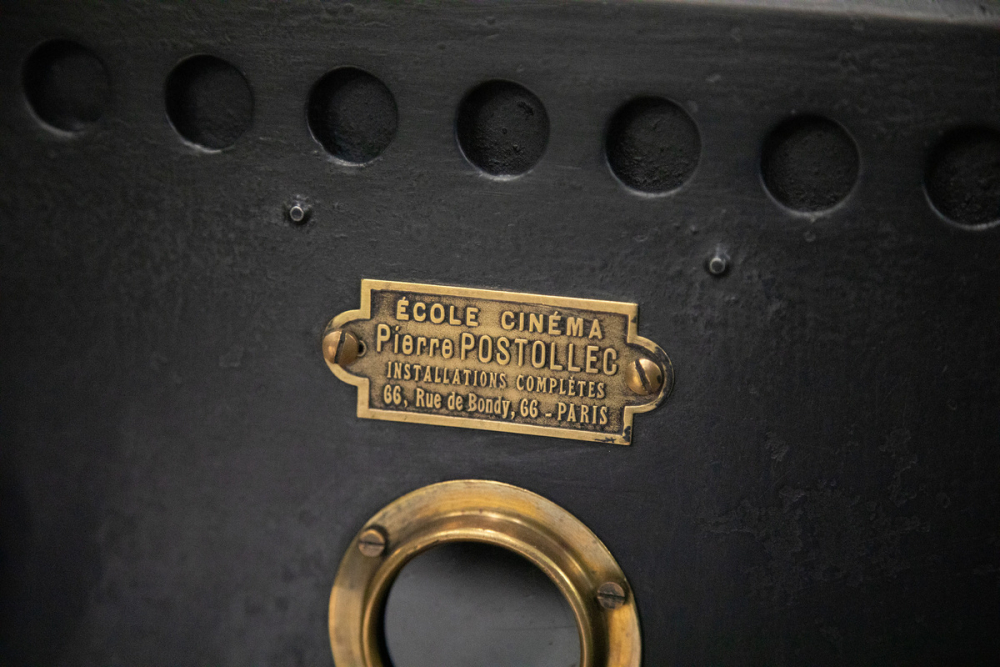 ÉCOLE CINÉMA
Pierre POSTOLLEC
INSTALLATIONS COMPLÈTES
66, Rue de Bondy, 66 - PARIS